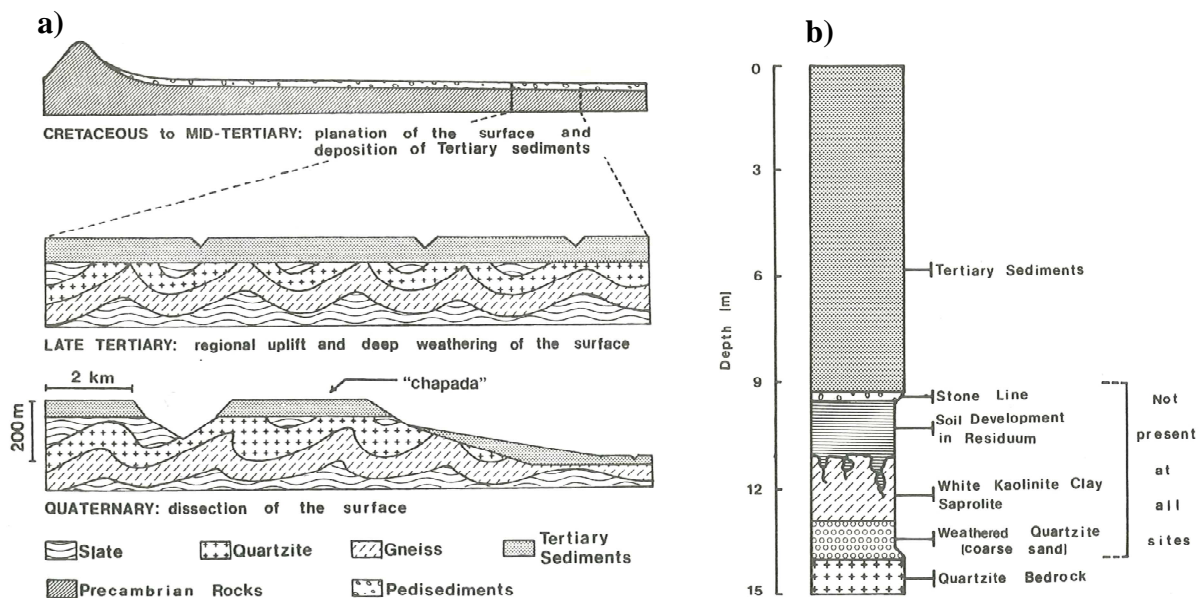 a)
CRETACEOUS to MID-TERTIARY: planation of the surface and
deposition of Tertiary sediments
LATE TERTIARY: regional uplift and deep weathering of the surface
2 km
"chapada"
200m
QUATERNARY: dissection of the surface
Slate
Quartzite
Gneiss
Tertiary
Sediments
Precambrian Rocks
Pedisediments
b)
0
3
6
9
12
15
Depth [m]
Tertiary Sediments
Stone Line
Soil Development
in Residuum
White Kaolinite Clay
Saprolite
Weathered Quartzite
(coarse sand)
Quartzite Bedrock
Not
present
at
all
sites